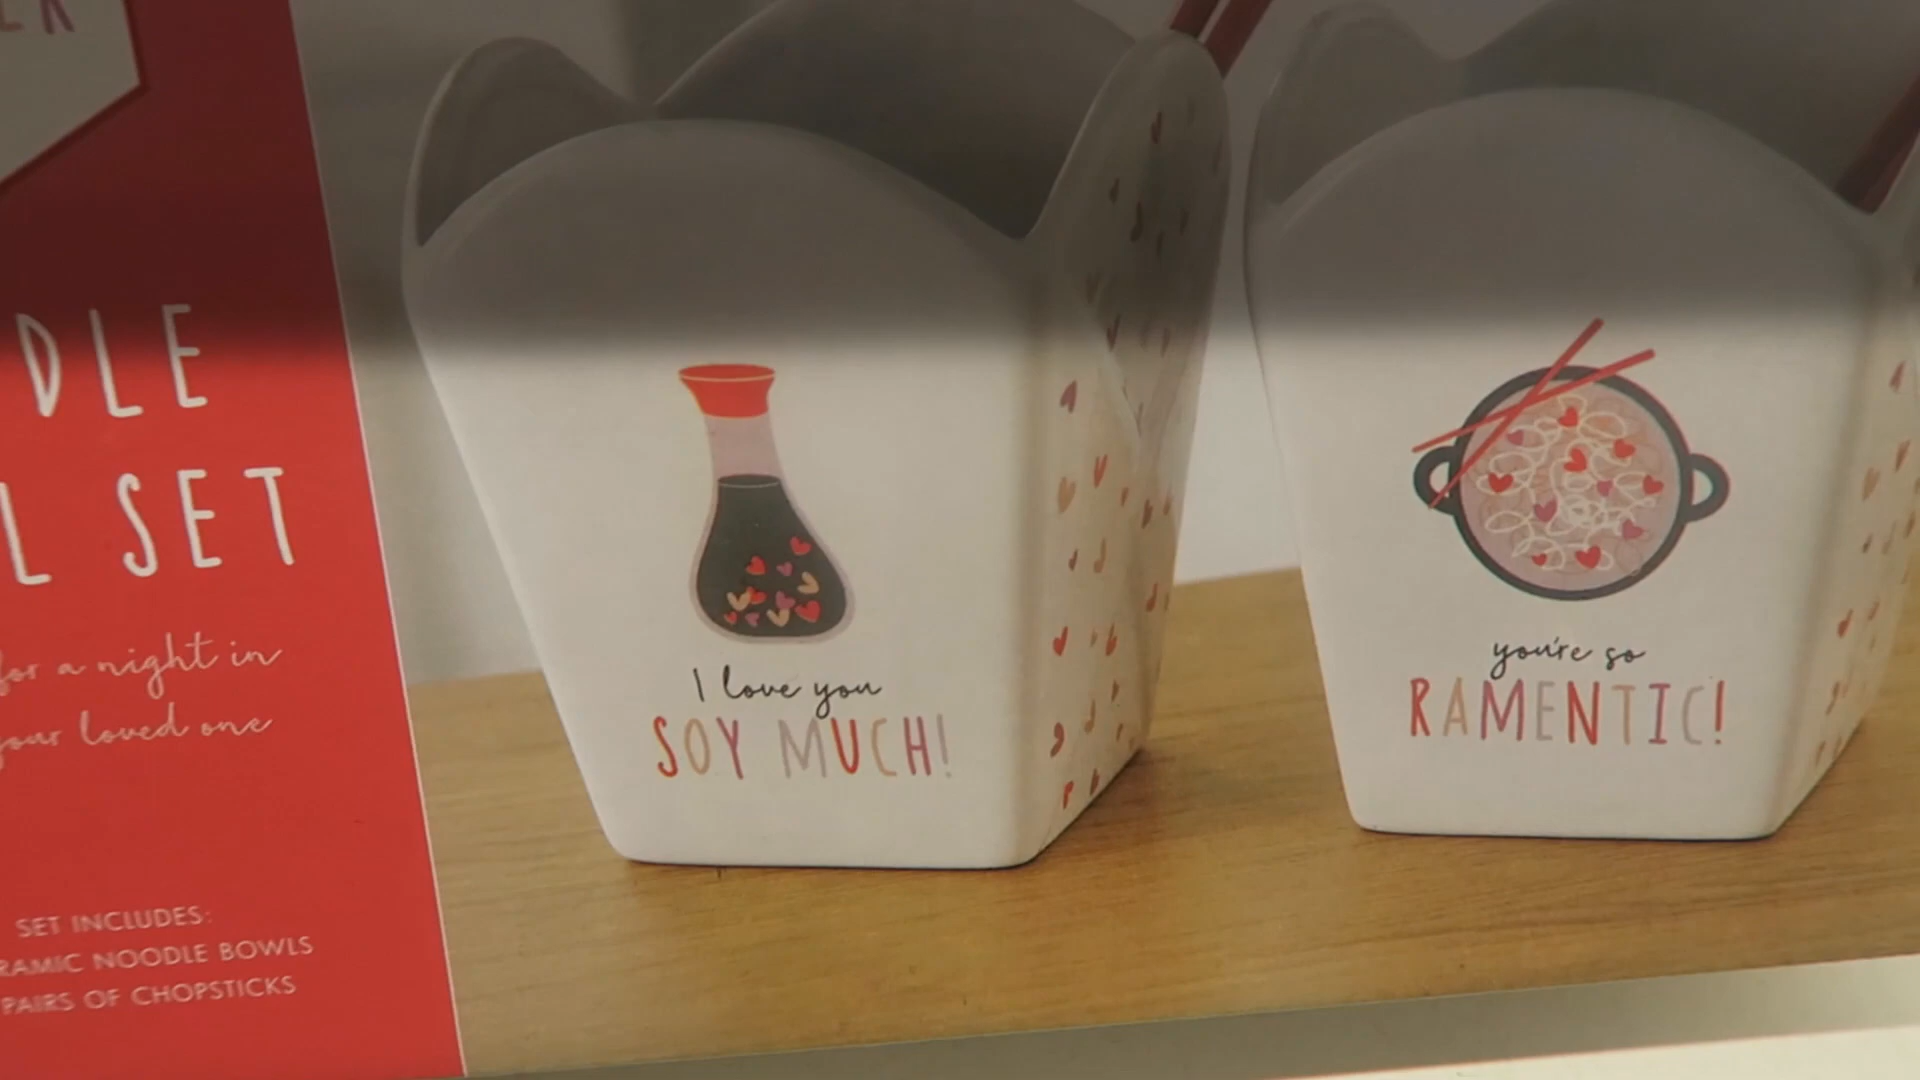 DLE
L SET
for a night in
your loved one
SET INCLUDES:
RAMIC NOODLE BOWLS
PAIRS OF CHOPSTICKS
I love you
SOY MUCH!
you're so
RAMENTIC!